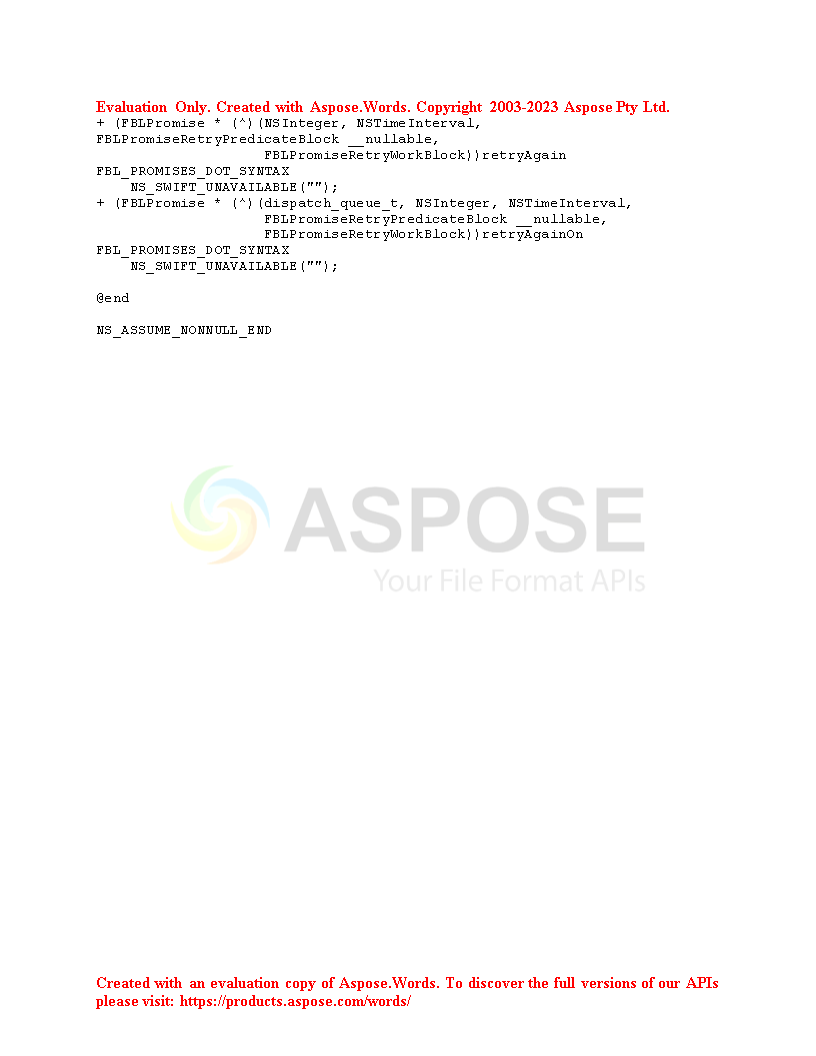 Evaluation Only. Created with Aspose.Words. Copyright 2003-2023 Aspose Pty Ltd.
+ (FBLPromise * (^)(NSInteger, NSTimeInterval,
FBLPromiseRetryPredicateBlock __nullable,
                    FBLPromiseRetryWorkBlock))retryAgain
FBL_PROMISES_DOT_SYNTAX
    NS_SWIFT_UNAVAILABLE("");
+ (FBLPromise * (^)(dispatch_queue_t, NSInteger, NSTimeInterval,
                    FBLPromiseRetryPredicateBlock __nullable,
                    FBLPromiseRetryWorkBlock))retryAgainOn
FBL_PROMISES_DOT_SYNTAX
    NS_SWIFT_UNAVAILABLE("");
@end
NS_ASSUME_NONNULL_END
ASPOSE
Your File Format APIs
Created with an evaluation copy of Aspose.Words. To discover the full versions of our APIs
please visit: https://products.aspose.com/words/